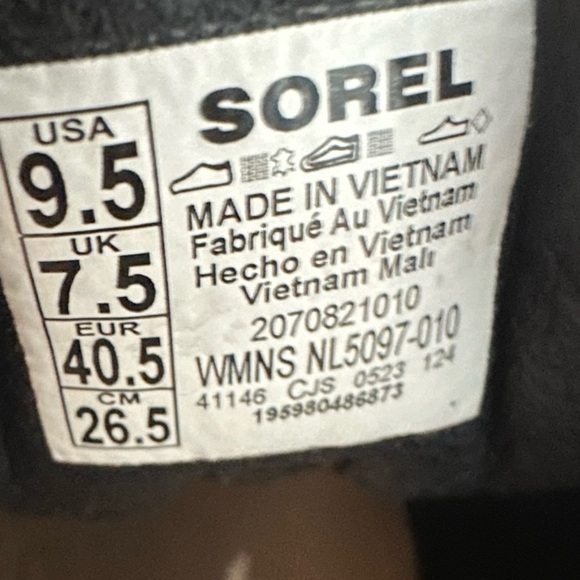 USA
9.5
UK
7.5
EUR
40.5
CM
26.5
SOREL
MADE IN VIETNAM
Fabriqué Au Vietnam
Hecho en Vietnam
Vietnam Malı
2070821010
WMNS NL5097-010
41146 CJS 0523 124
195980486873